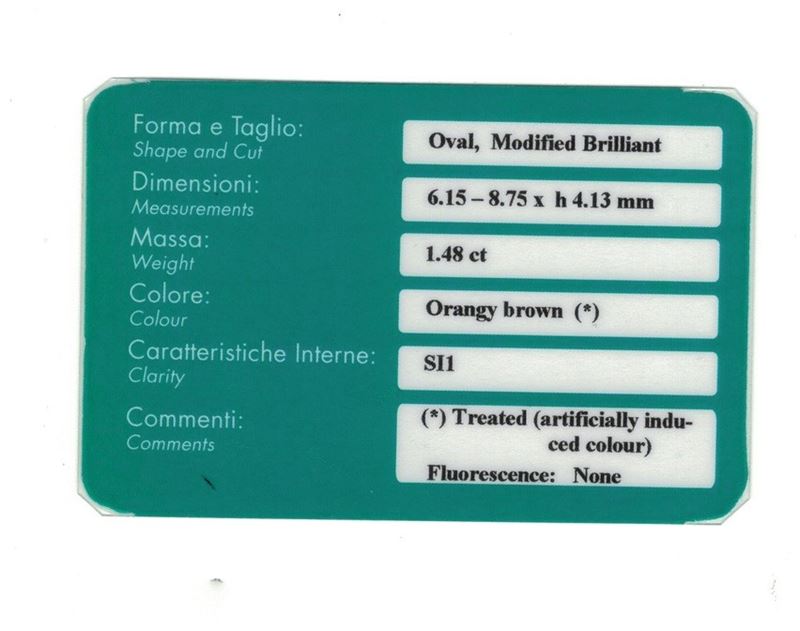 Forma e Taglio:
Shape and Cut
Oval, Modified Brilliant
Dimensioni:
Measurements
6.15 – 8.75 x h 4.13 mm
Massa:
Weight
1.48 ct
Colore:
Colour
Orangy brown (*)
Caratteristiche Interne:
Clarity
SI1
Commenti:
Comments
(*) Treated (artificially indu-
ced colour)
Fluorescence: None